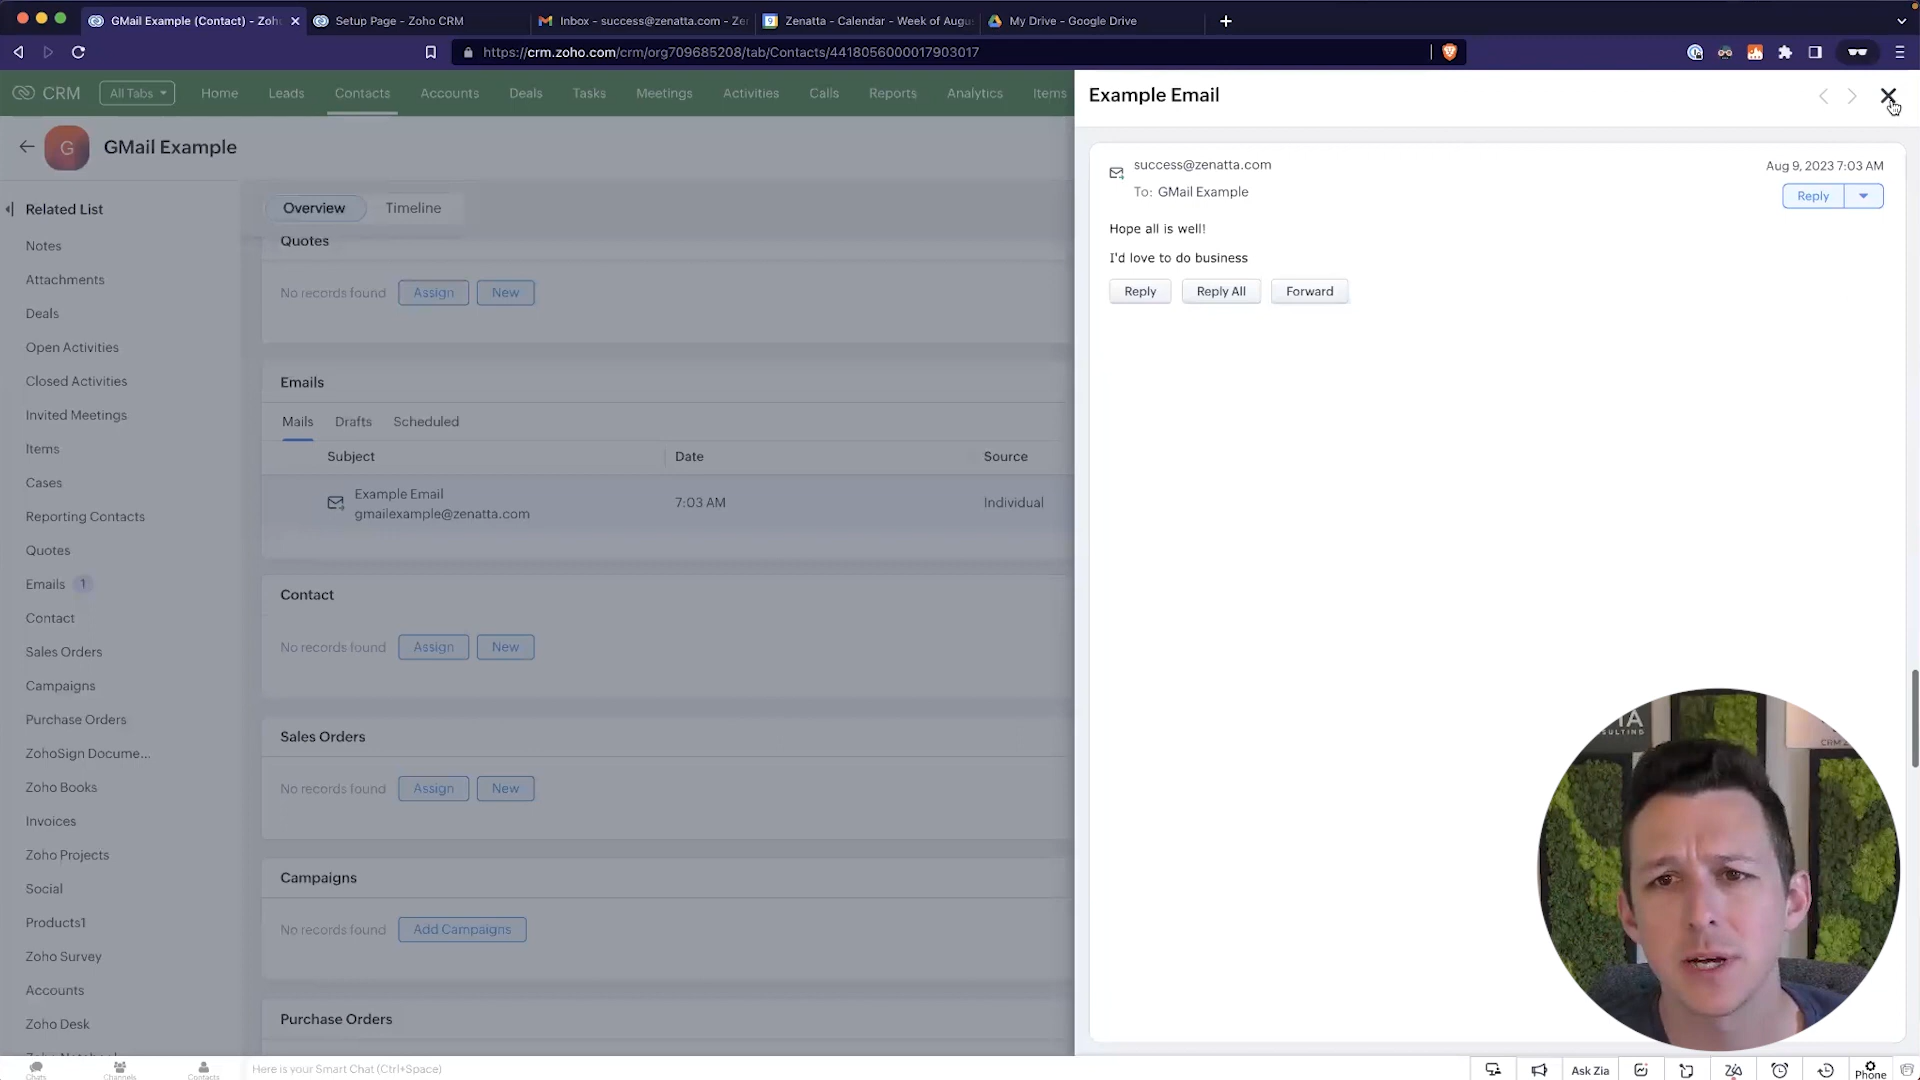 GMail Example (Contact) - Zoh
Setup Page - Zoho CRM
Inbox - success@zenatta.com - Ze
Zenatta - Calendar - Week of Augu
My Drive - Google Drive
https://crm.zoho.com/crm/org709685208/tab/Contacts/4418056000017903017
CRM
All Tabs
Home
Leads
Contacts
Accounts
Deals
Tasks
Meetings
Activities
Calls
Reports
Analytics
Items
Example Email
G
GMail Example
success@zenatta.com
Aug 9, 2023 7:03 AM
To: GMail Example
Reply
Hope all is well!
I'd love to do business
Reply
Reply All
Forward
Related List
Notes
Attachments
Deals
Open Activities
Closed Activities
Invited Meetings
Items
Cases
Reporting Contacts
Quotes
Emails 1
Contact
Sales Orders
Campaigns
Purchase Orders
ZohoSign Docume...
Zoho Books
Invoices
Zoho Projects
Social
Products1
Zoho Survey
Accounts
Zoho Desk
Overview
Timeline
Quotes
No records found
Assign
New
Emails
Mails
Drafts
Scheduled
Subject
Date
Source
Example Email
gmailexample@zenatta.com
7:03 AM
Individual
Contact
No records found
Assign
New
Sales Orders
No records found
Assign
New
Campaigns
No records found
Add Campaigns
Purchase Orders
Chats
Channels
Contacts
Here is your Smart Chat (Ctrl+Space)
Ask Zia
Phone